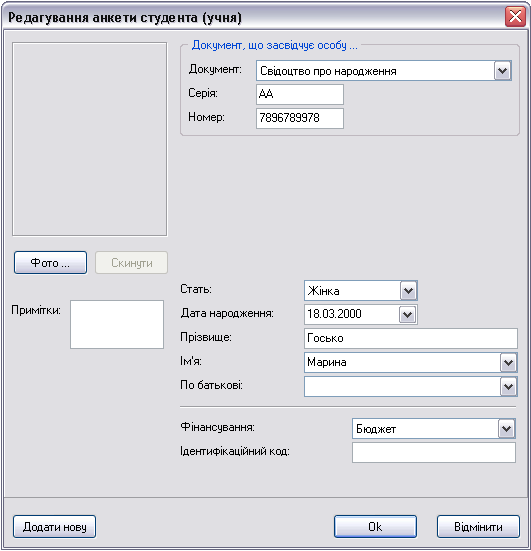 Редагування анкети студента (учня)
Документ, що засвідчує особу ...
Документ: Свідоцтво про народження
Серія: АА
Номер: 7896789978
Фото ... Скинути
Примітки:
Стать: Жінка
Дата народження: 18.03.2000
Прізвище: Госько
Ім'я: Марина
По батькові:
Фінансування: Бюджет
Ідентифікаційний код:
Додати нову Ok Відмінити